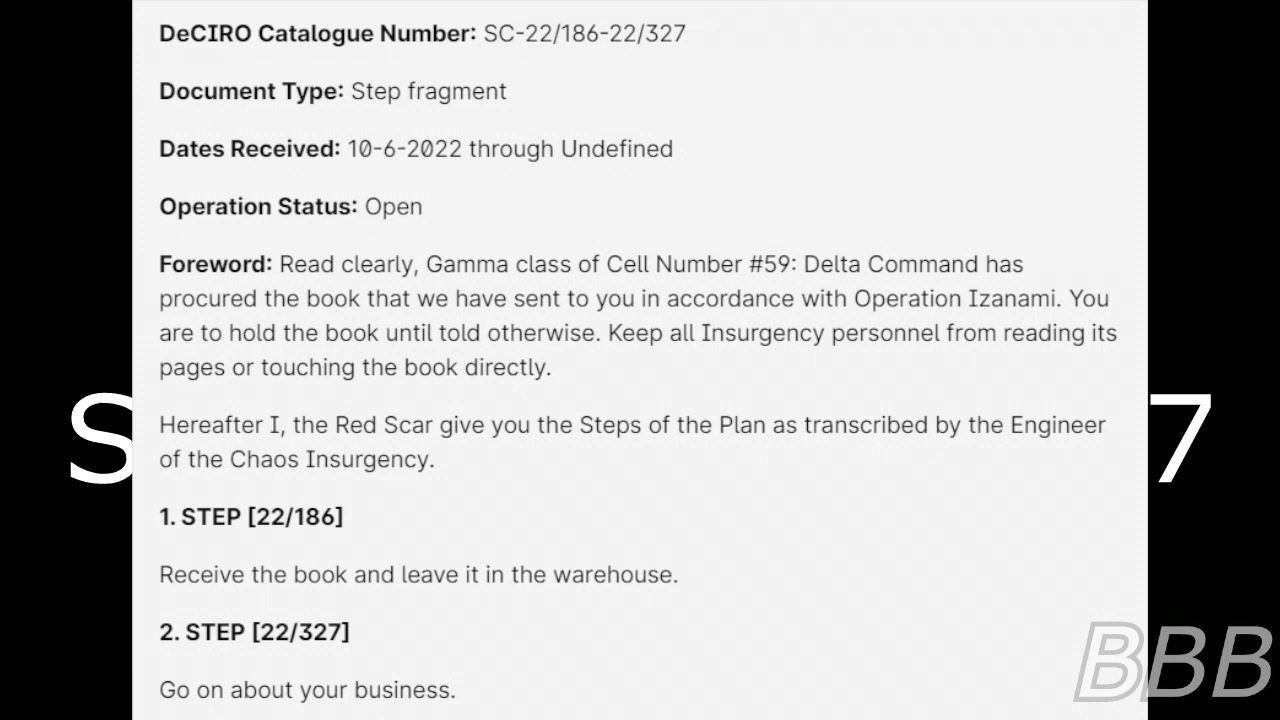 DeCIRO Catalogue Number: SC-22/186-22/327
Document Type: Step fragment
Dates Received: 10-6-2022 through Undefined
Operation Status: Open
Foreword: Read clearly, Gamma class of Cell Number #59: Delta Command has
procured the book that we have sent to you in accordance with Operation Izanami. You
are to hold the book until told otherwise. Keep all Insurgency personnel from reading its
pages or touching the book directly.
Hereafter I, the Red Scar give you the Steps of the Plan as transcribed by the Engineer
of the Chaos Insurgency.
S 7
1. STEP [22/186]
Receive the book and leave it in the warehouse.
2. STEP [22/327]
Go on about your business.
BBB